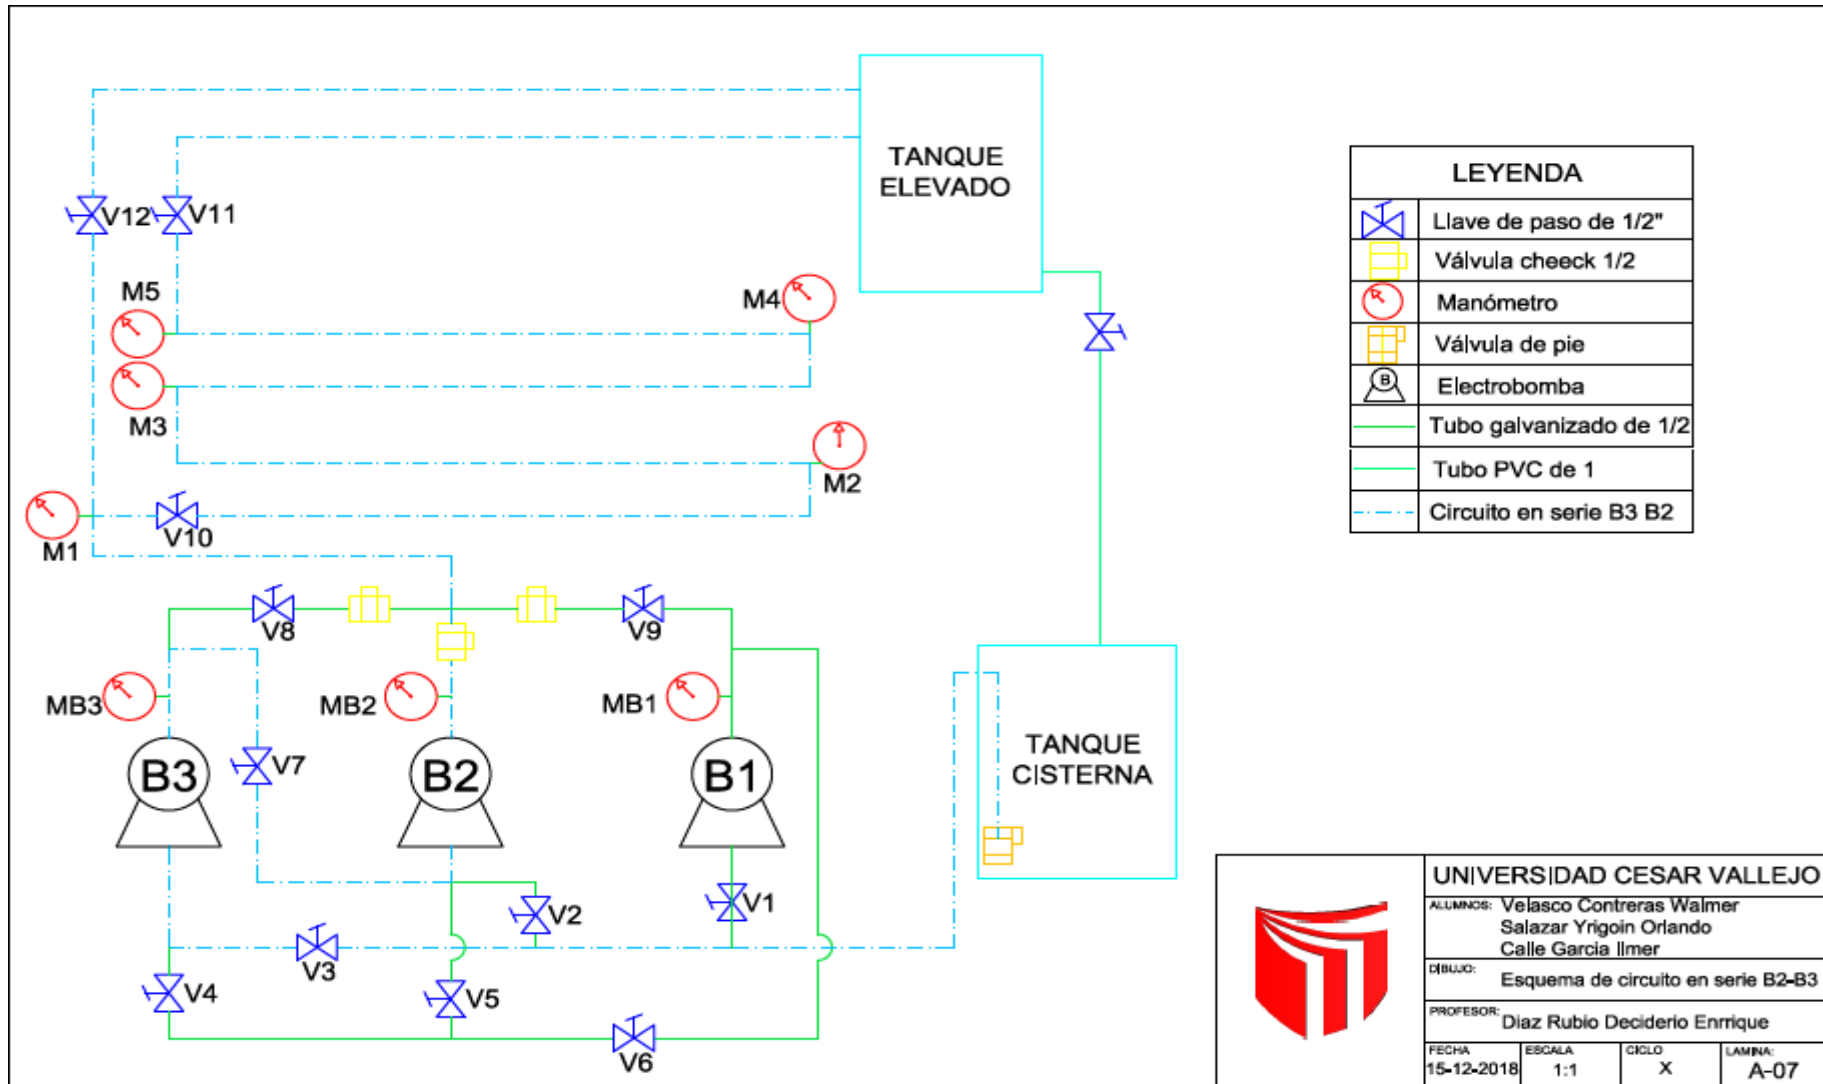 TANQUE
ELEVADO
V12
V11
M5
M4
M3
M2
M1
V10
V8
V9
MB3
MB2
MB1
B3
B2
B1
V7
TANQUE
CISTERNA
V2
V1
V3
V4
V5
V6
LEYENDA
Llave de paso de 1/2"
Válvula cheeck 1/2
Manómetro
Válvula de pie
B
Electrobomba
Tubo galvanizado de 1/2
Tubo PVC de 1
Circuito en serie B3 B2
UNIVERSIDAD CESAR VALLEJO
ALUMNOS: Velasco Contreras Walmer
Salazar Yrigoin Orlando
Calle Garcia Ilmer
DIBUJO: Esquema de circuito en serie B2-B3
PROFESOR: Diaz Rubio Deciderio Enrrique
FECHA ESCALA CICLO LAMINA:
15-12-2018 1:1 X A-07